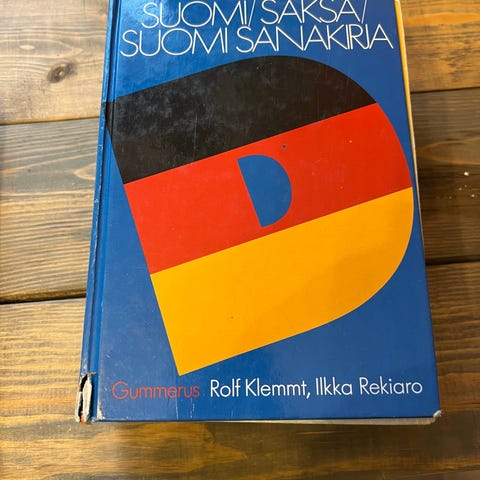 SUOMI/SAKSA/
SUOMI SANAKIRJA
D
Gummerus Rolf Klemmt, Ilkka Rekiaro